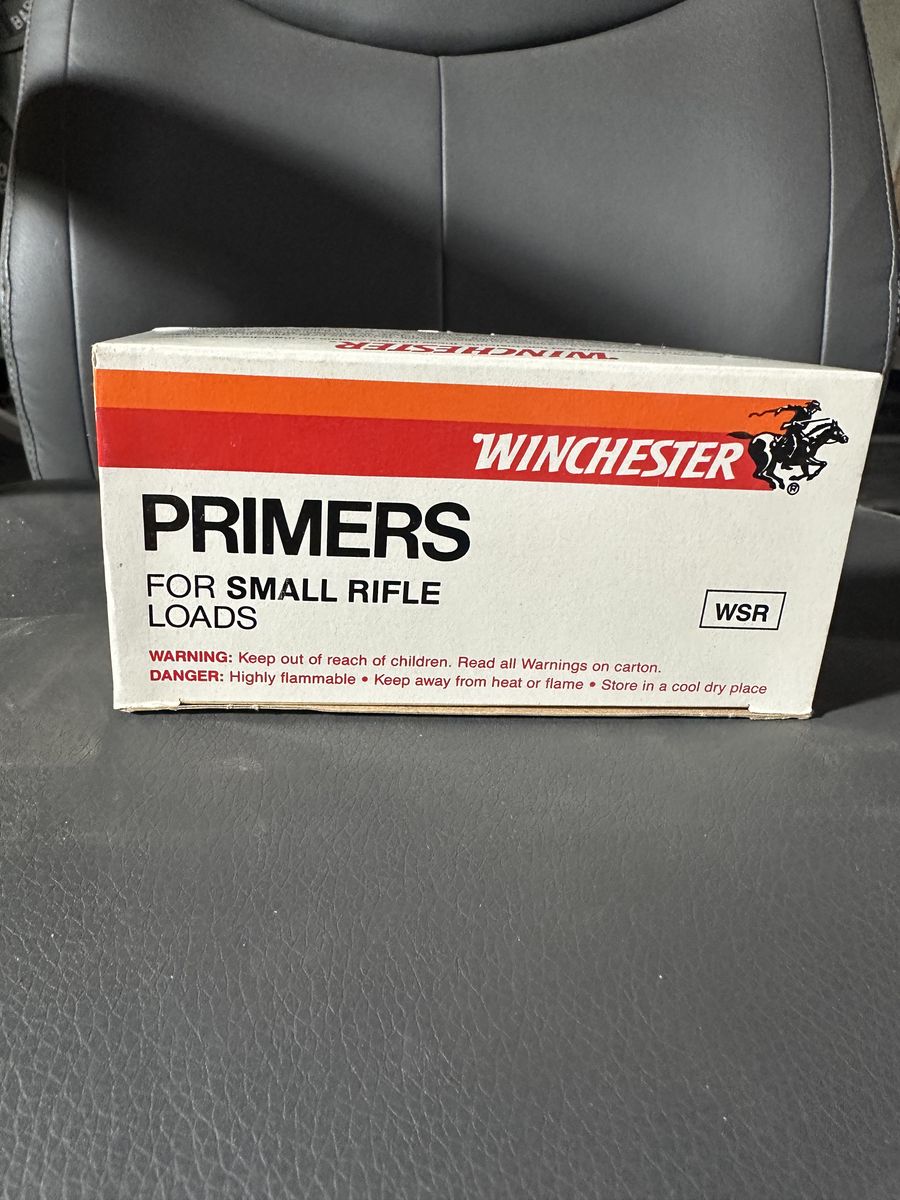 WINCHESTER
WINCHESTER ®
PRIMERS
FOR SMALL RIFLE
LOADS
WSR
WARNING: Keep out of reach of children. Read all Warnings on carton.
DANGER: Highly flammable • Keep away from heat or flame • Store in a cool dry place